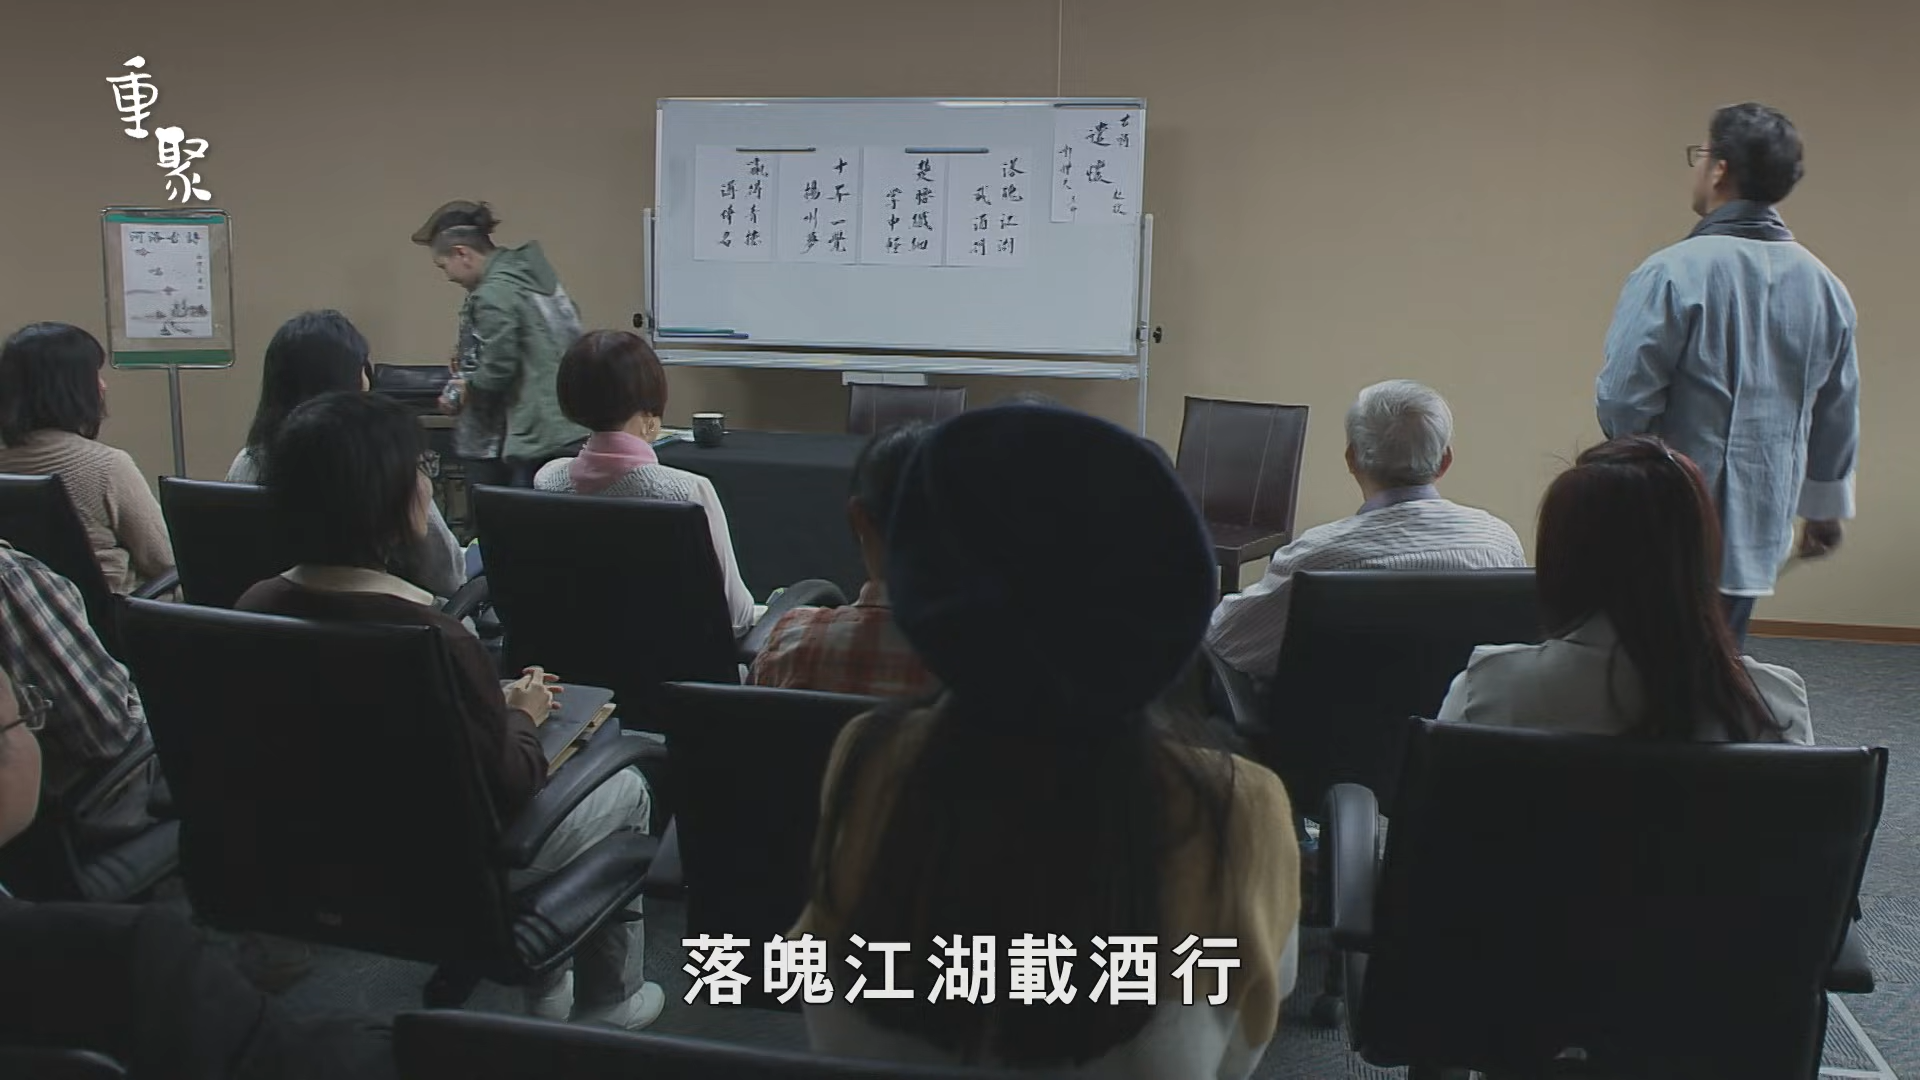 重聚
河洛古詩
吟
唱
古詩
遣懷
杜牧
落魄江湖
載酒行
楚腰纖細
掌中輕
十年一覺
揚州夢
贏得青樓
薄倖名
落魄江湖載酒行